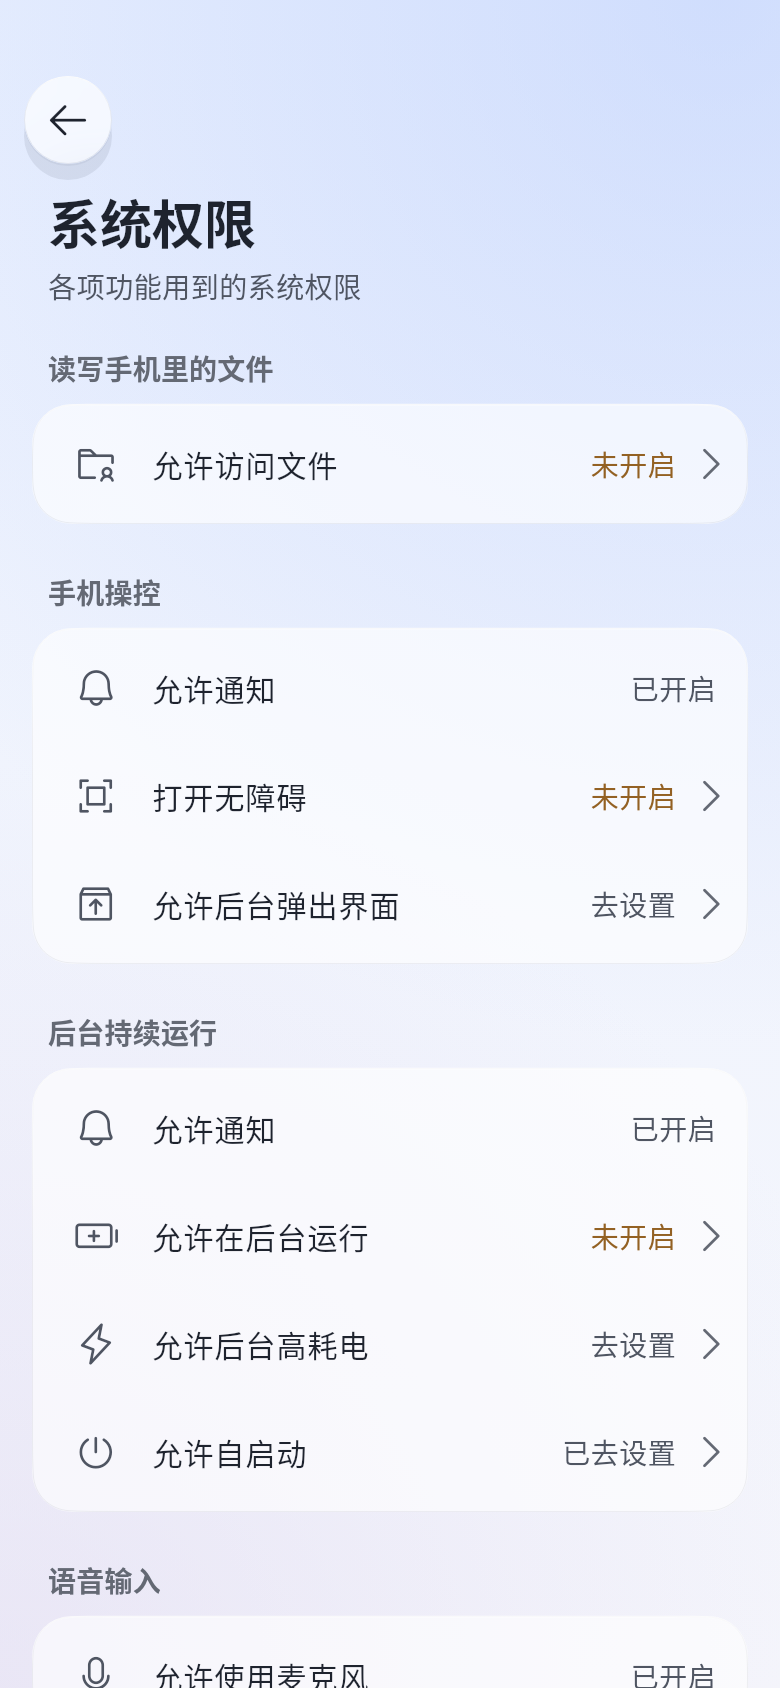 系统权限
各项功能用到的系统权限
读写手机里的文件
允许访问文件 未开启
手机操控
允许通知 已开启
打开无障碍 未开启
允许后台弹出界面 去设置
后台持续运行
允许通知 已开启
允许在后台运行 未开启
允许后台高耗电 去设置
允许自启动 已去设置
语音输入
允许使用麦克风 已开启